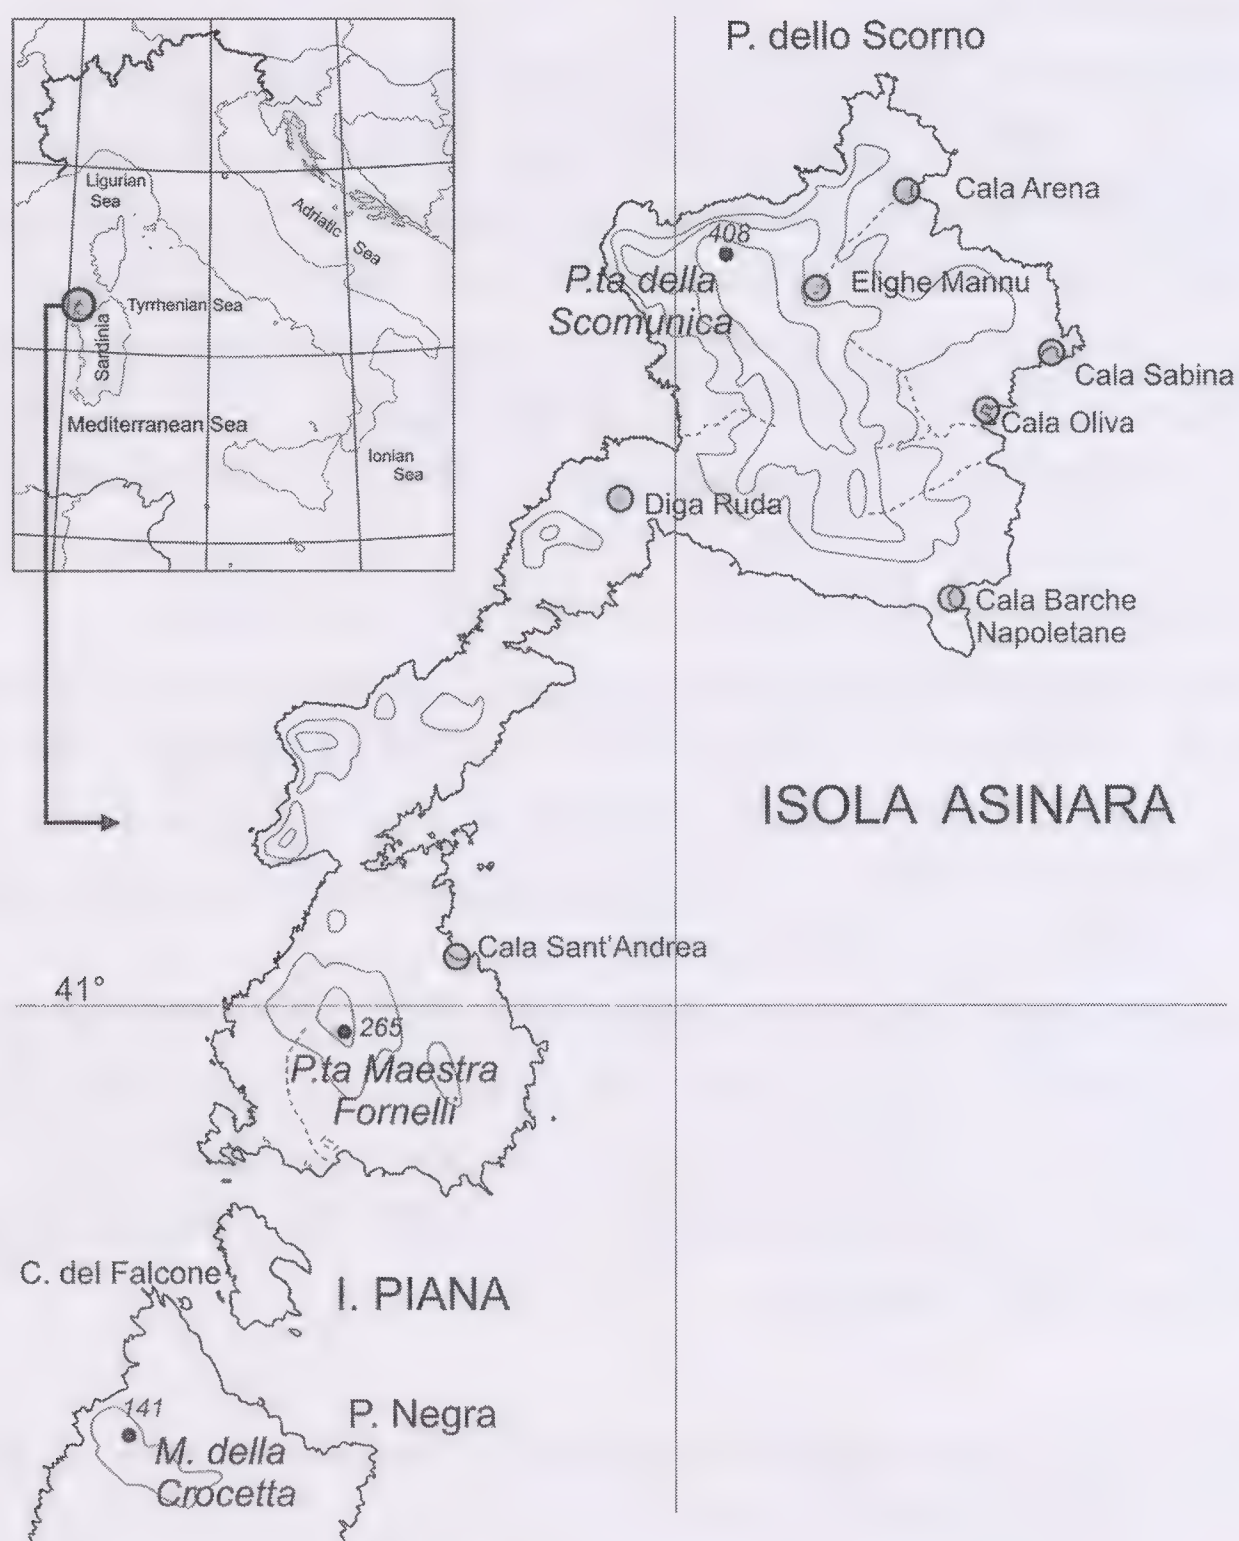 P. dello Scorno
Ligurian
Sea
Adriatic Sea
Tyrrhenian Sea
Sardinia
Mediterranean Sea
Ionian
Sea
Cala Arena
408
P.ta della
Scomunica
Elighe Mannu
Cala Sabina
Cala Oliva
Diga Ruda
Cala Barche
Napoletane
ISOLA ASINARA
Cala Sant'Andrea
41°
265
P.ta Maestra
Fornelli
C. del Falcone
I. PIANA
141
P. Negra
M. della
Crocetta